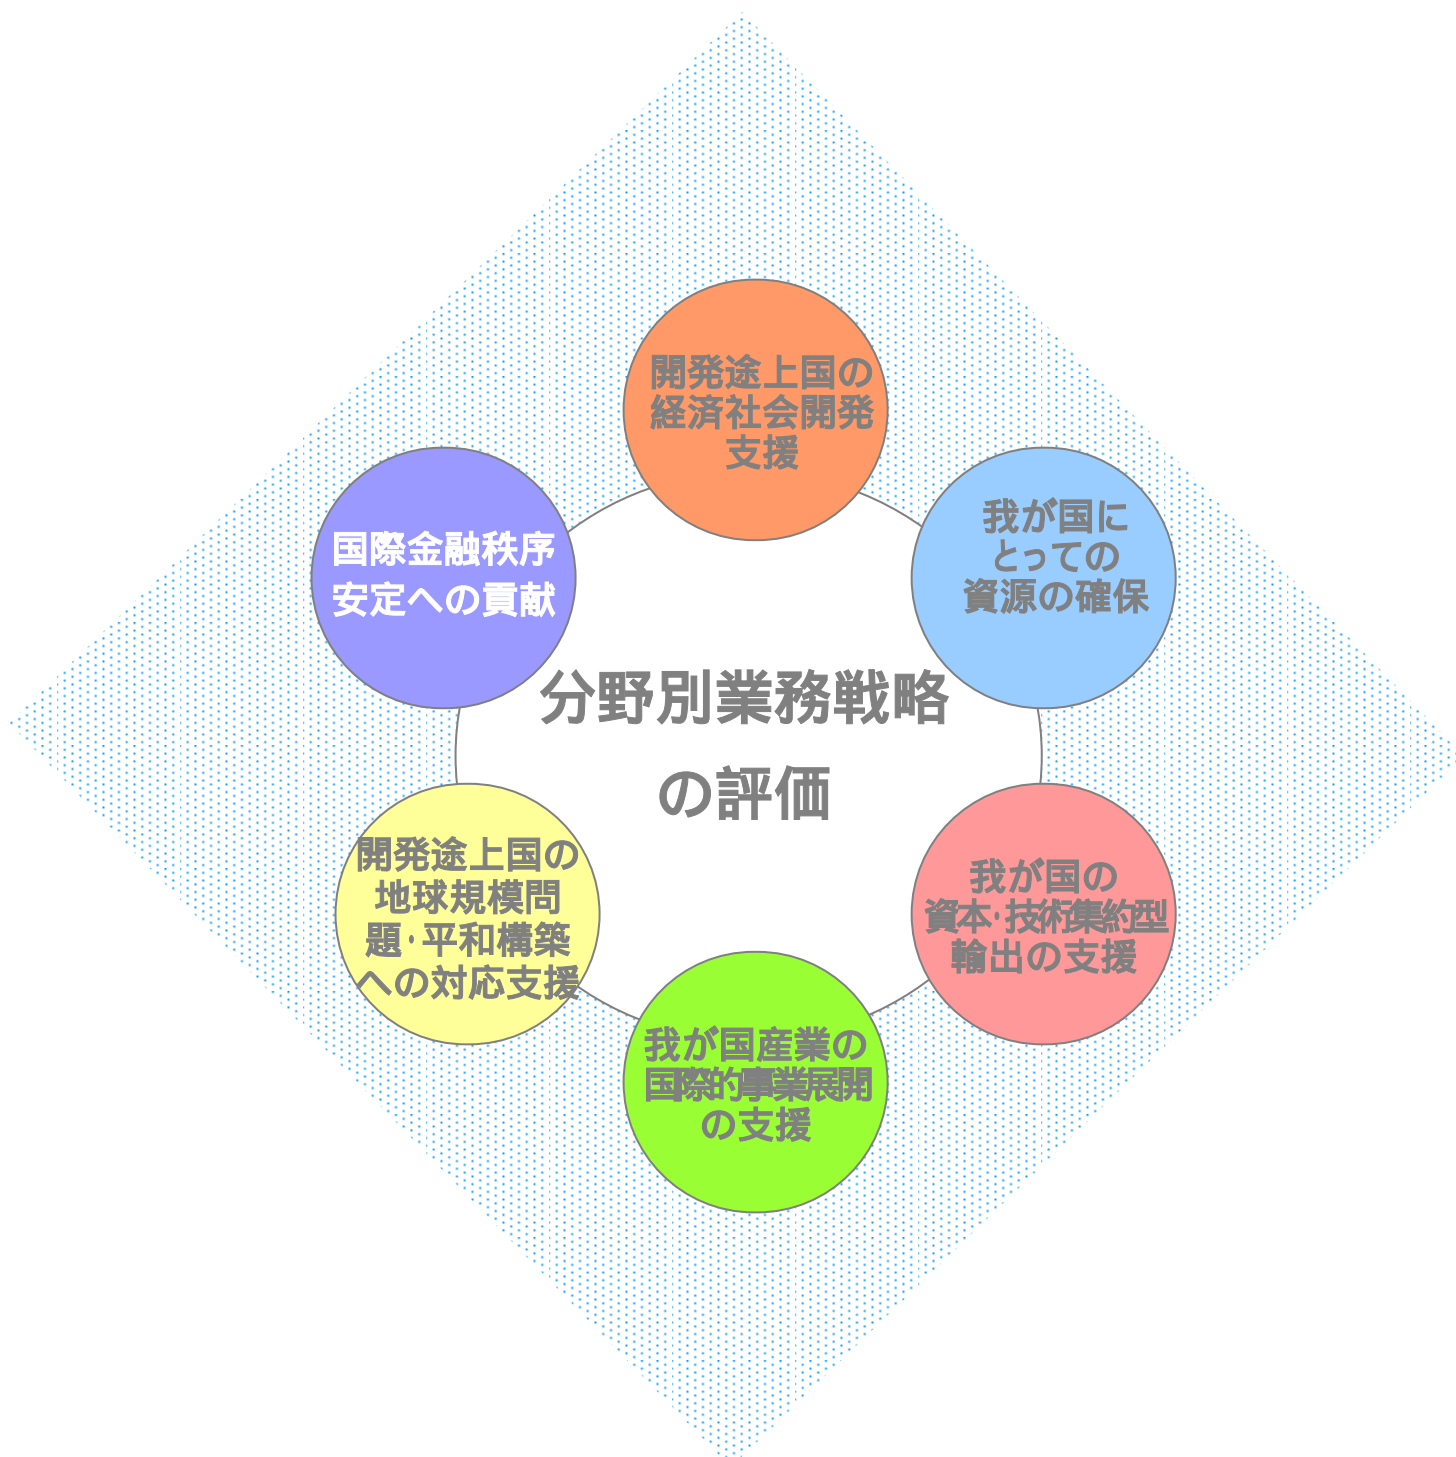 開発途上国の
経済社会開発
支援
国際金融秩序
安定への貢献
我が国に
とっての
資源の確保
分野別業務戦略
の評価
開発途上国の
地球規模問
題・平和構築
への対応支援
我が国の
資本・技術集約型
輸出の支援
我が国産業の
国際的事業展開
の支援